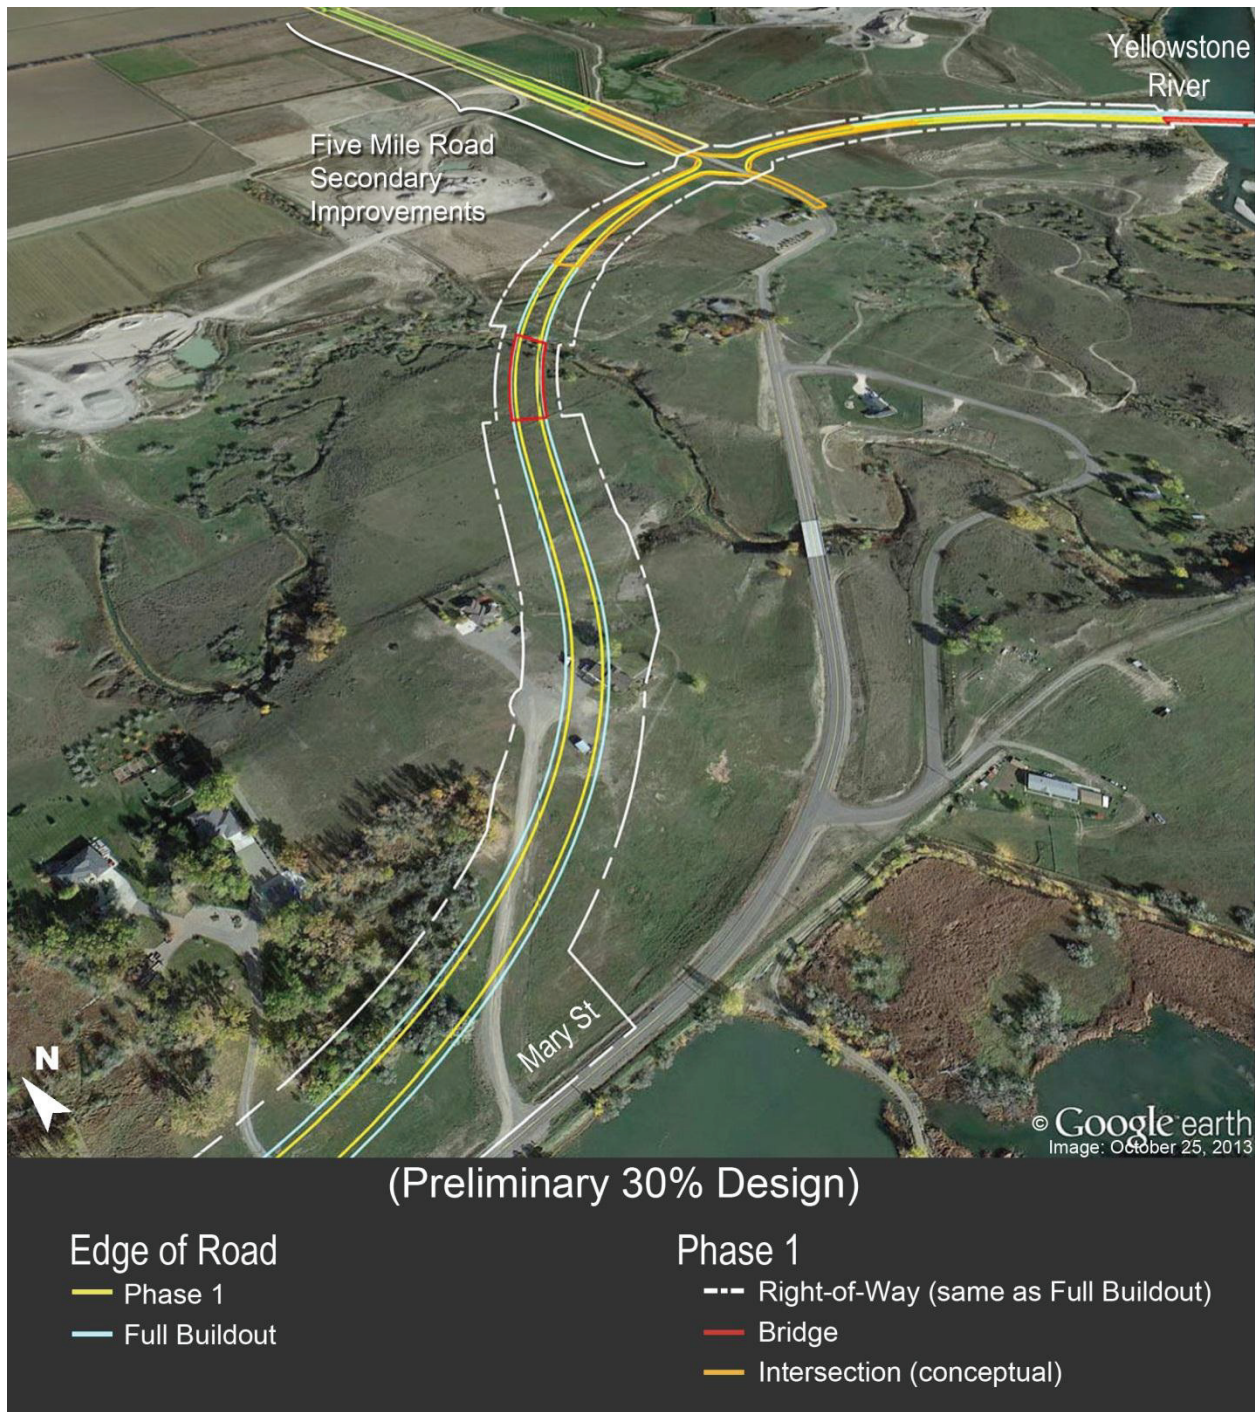 Yellowstone
River
Five Mile Road
Secondary
Improvements
Mary St
N
© Google earth
Image: October 25, 2013
(Preliminary 30% Design)
Edge of Road
Phase 1
Full Buildout
Phase 1
Right-of-Way (same as Full Buildout)
Bridge
Intersection (conceptual)